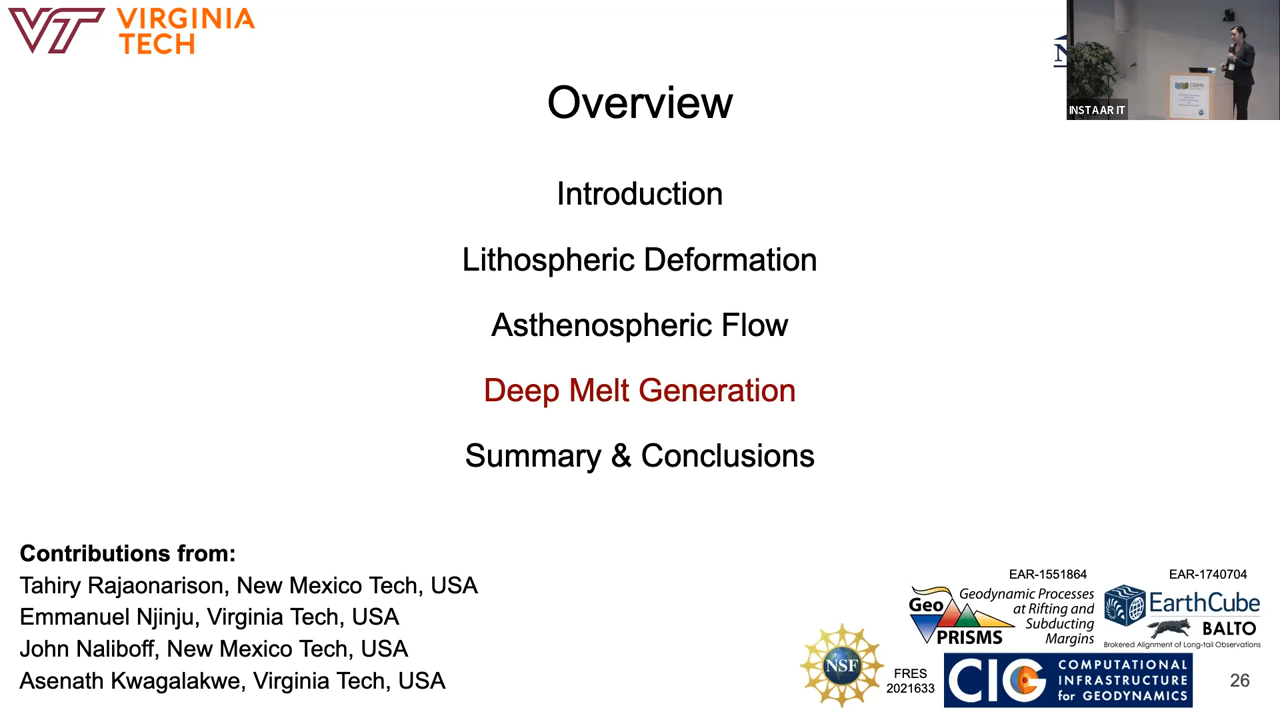 VT VIRGINIA
TECH
INSTAAR IT
Overview
Introduction
Lithospheric Deformation
Asthenospheric Flow
Deep Melt Generation
Summary & Conclusions
Contributions from:
Tahiry Rajaonarison, New Mexico Tech, USA
Emmanuel Njinju, Virginia Tech, USA
John Naliboff, New Mexico Tech, USA
Asenath Kwagalakwe, Virginia Tech, USA
EAR-1551864
Geo
PRISMS
Geodynamic Processes
at Rifting and
Subducting
Margins
EAR-1740704
EarthCube
BALTO
Brokered Alignment of Long-tail Observations
NSF
FRES
2021633
CIG
COMPUTATIONAL
INFRASTRUCTURE
for GEODYNAMICS
26